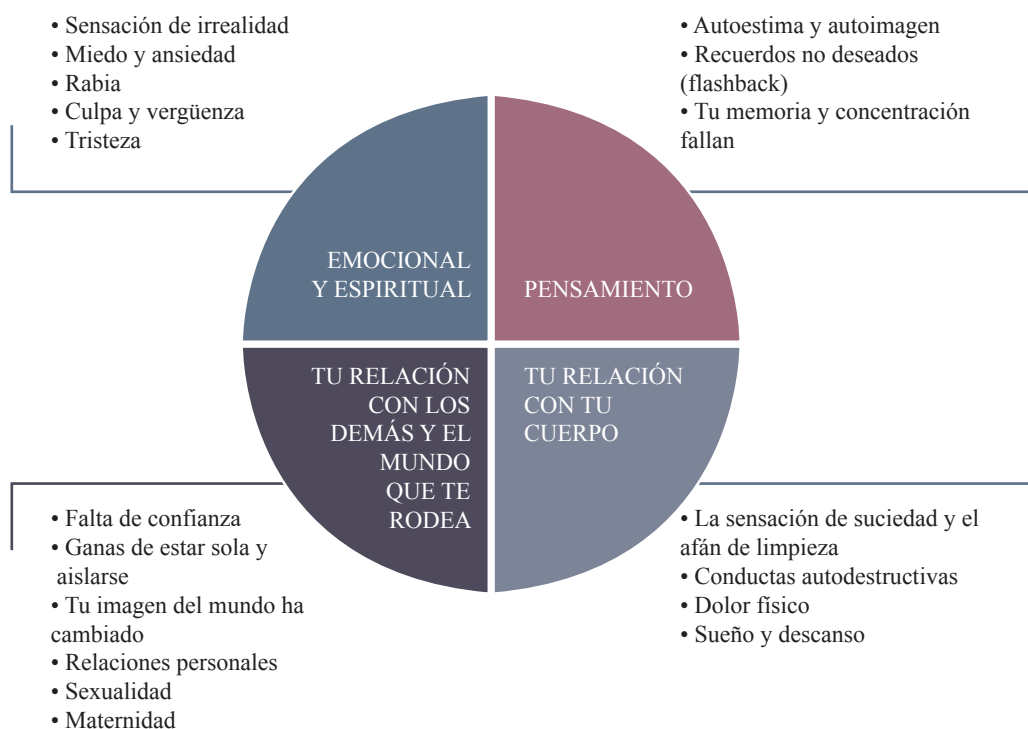 • Sensación de irrealidad
• Miedo y ansiedad
• Rabia
• Culpa y vergüenza
• Tristeza
• Autoestima y autoimagen
• Recuerdos no deseados
(flashback)
• Tu memoria y concentración
fallan
EMOCIONAL
Y ESPIRITUAL
PENSAMIENTO
TU RELACIÓN
CON LOS
DEMÁS Y EL
MUNDO
QUE TE
RODEA
TU RELACIÓN
CON TU
CUERPO
• Falta de confianza
• Ganas de estar sola y
aislarse
• Tu imagen del mundo ha
cambiado
• Relaciones personales
• Sexualidad
• Maternidad
• La sensación de suciedad y el
afán de limpieza
• Conductas autodestructivas
• Dolor físico
• Sueño y descanso